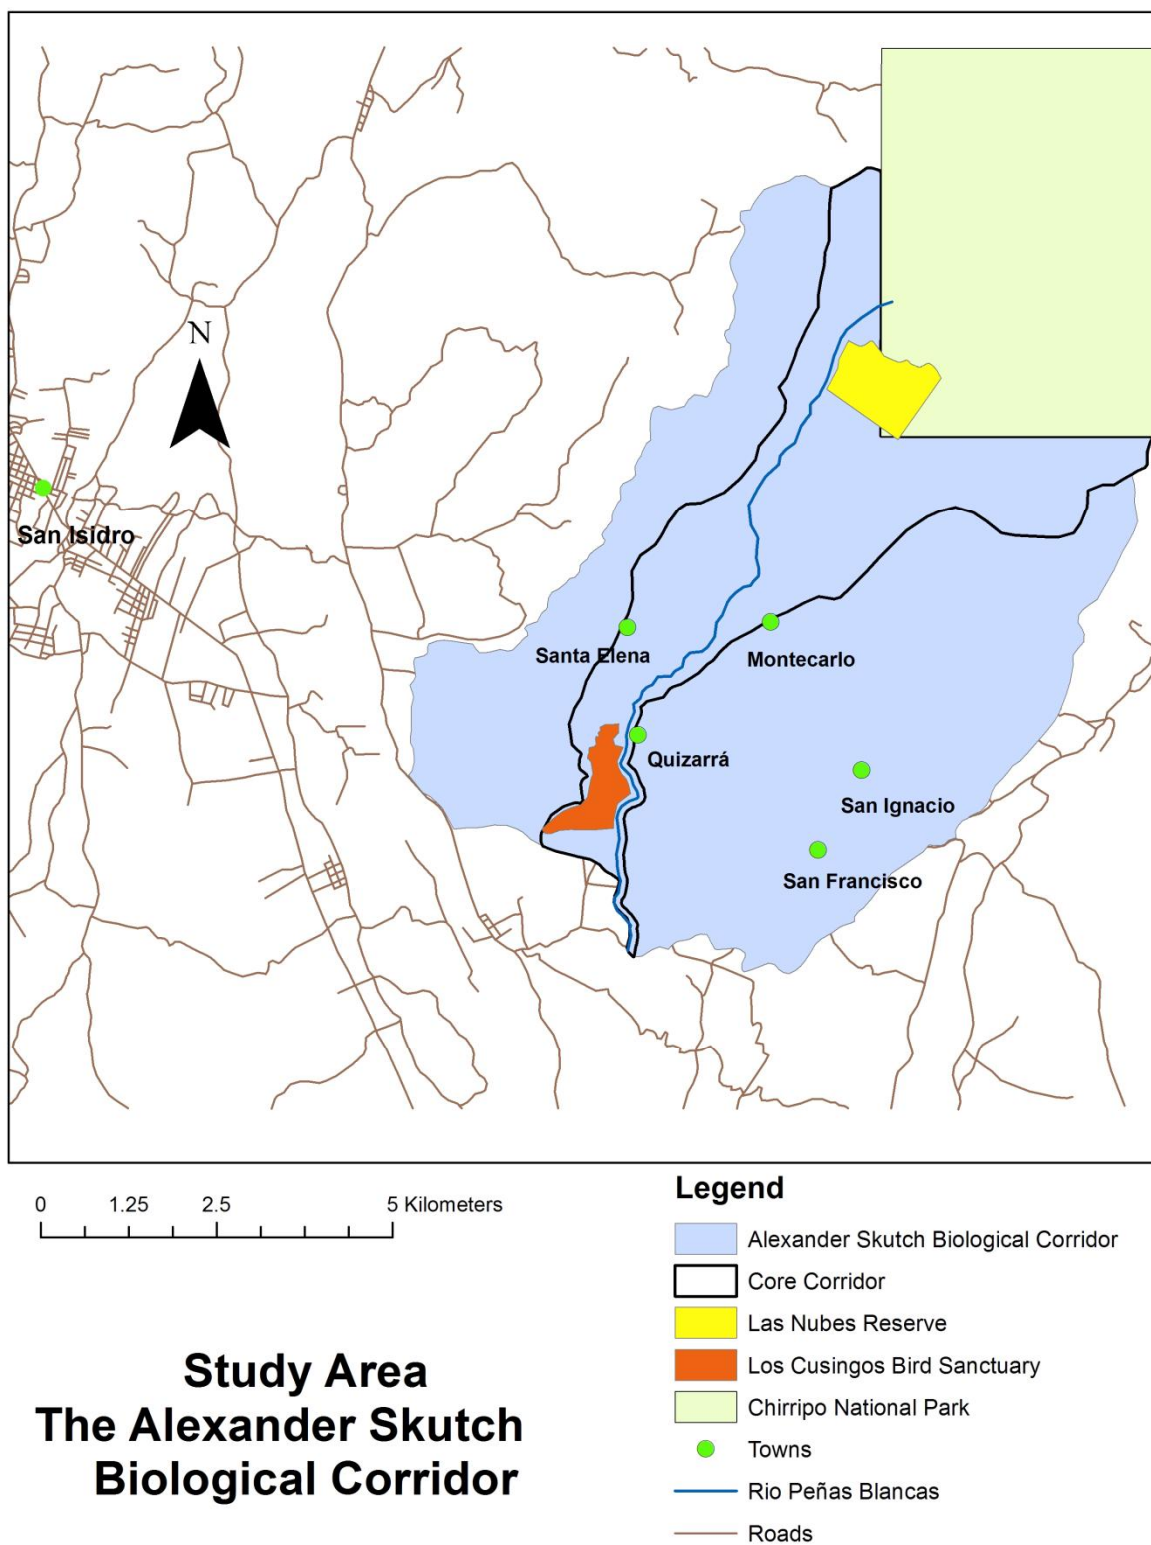 N
San Isidro
Santa Elena
Montecarlo
Quizarrá
San Ignacio
San Francisco
0 1.25 2.5 5 Kilometers
Study Area
The Alexander Skutch
Biological Corridor
Legend
Alexander Skutch Biological Corridor
Core Corridor
Las Nubes Reserve
Los Cusingos Bird Sanctuary
Chirripo National Park
Towns
Rio Peñas Blancas
Roads